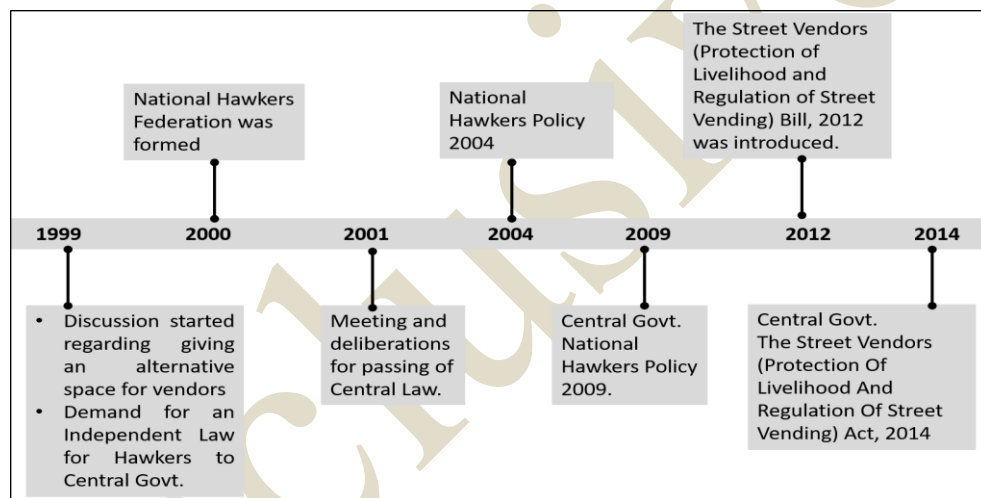 The Street Vendors
(Protection of
Livelihood and
Regulation of Street
Vending) Bill, 2012
was introduced.
National Hawkers
Federation was
formed
National
Hawkers Policy
2004
1999 2000 2001 2004 2009 2012 2014
• Discussion started
regarding giving
an alternative
space for vendors
• Demand for an
Independent Law
for Hawkers to
Central Govt.
Meeting and
deliberations
for passing of
Central Law.
Central Govt.
National
Hawkers Policy
2009.
Central Govt.
The Street Vendors
(Protection Of
Livelihood And
Regulation Of Street
Vending) Act, 2014